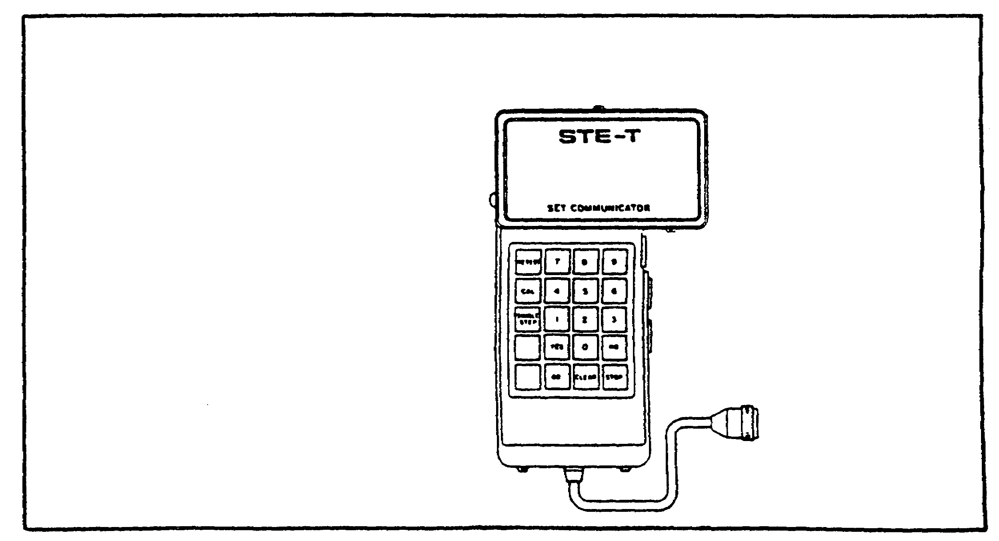 STE-T
SET COMMUNICATOR
7 8 9
CAL 4 5 6
STEP 1 2 3
YES 0 NO
GO CLEAR STOP